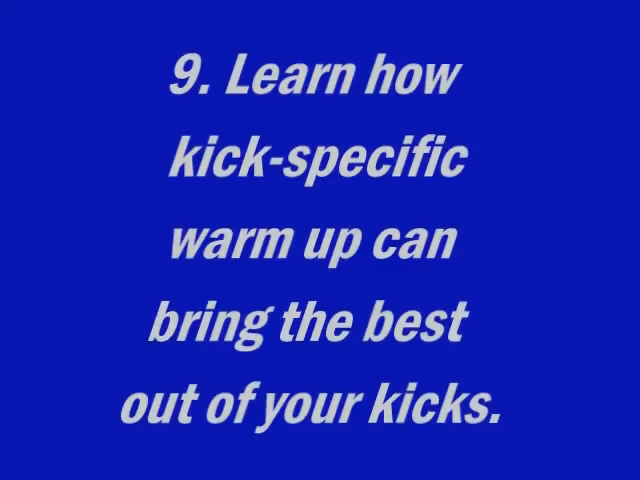 9. Learn how
kick-specific
warm up can
bring the best
out of your kicks.